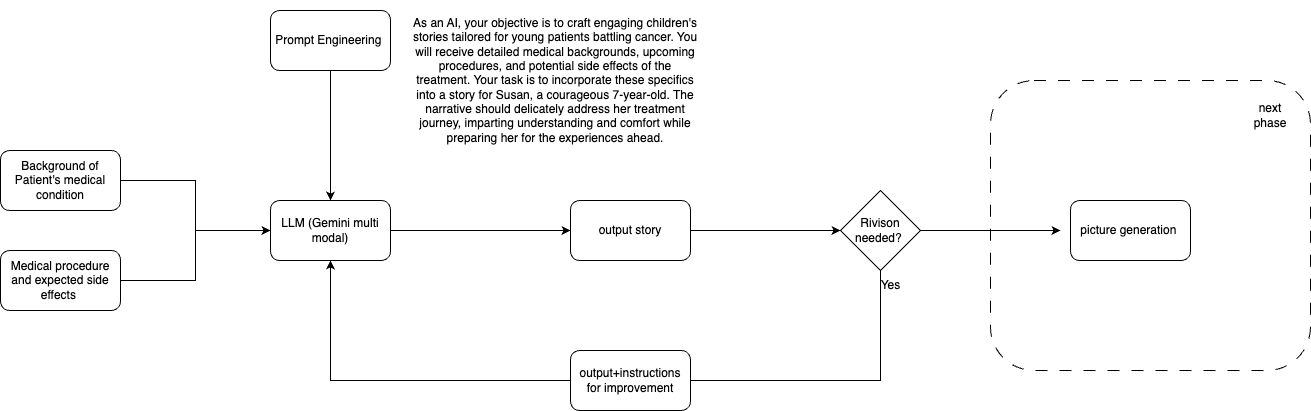 Prompt Engineering
As an AI, your objective is to craft engaging children's
stories tailored for young patients battling cancer. You
will receive detailed medical backgrounds, upcoming
procedures, and potential side effects of the
treatment. Your task is to incorporate these specifics
into a story for Susan, a courageous 7-year-old. The
narrative should delicately address her treatment
journey, imparting understanding and comfort while
preparing her for the experiences ahead.
next
phase
Background of
Patient's medical
condition
Medical procedure
and expected side
effects
LLM (Gemini multi
modal)
output story
Rivison
needed?
Yes
picture generation
output+instructions
for improvement